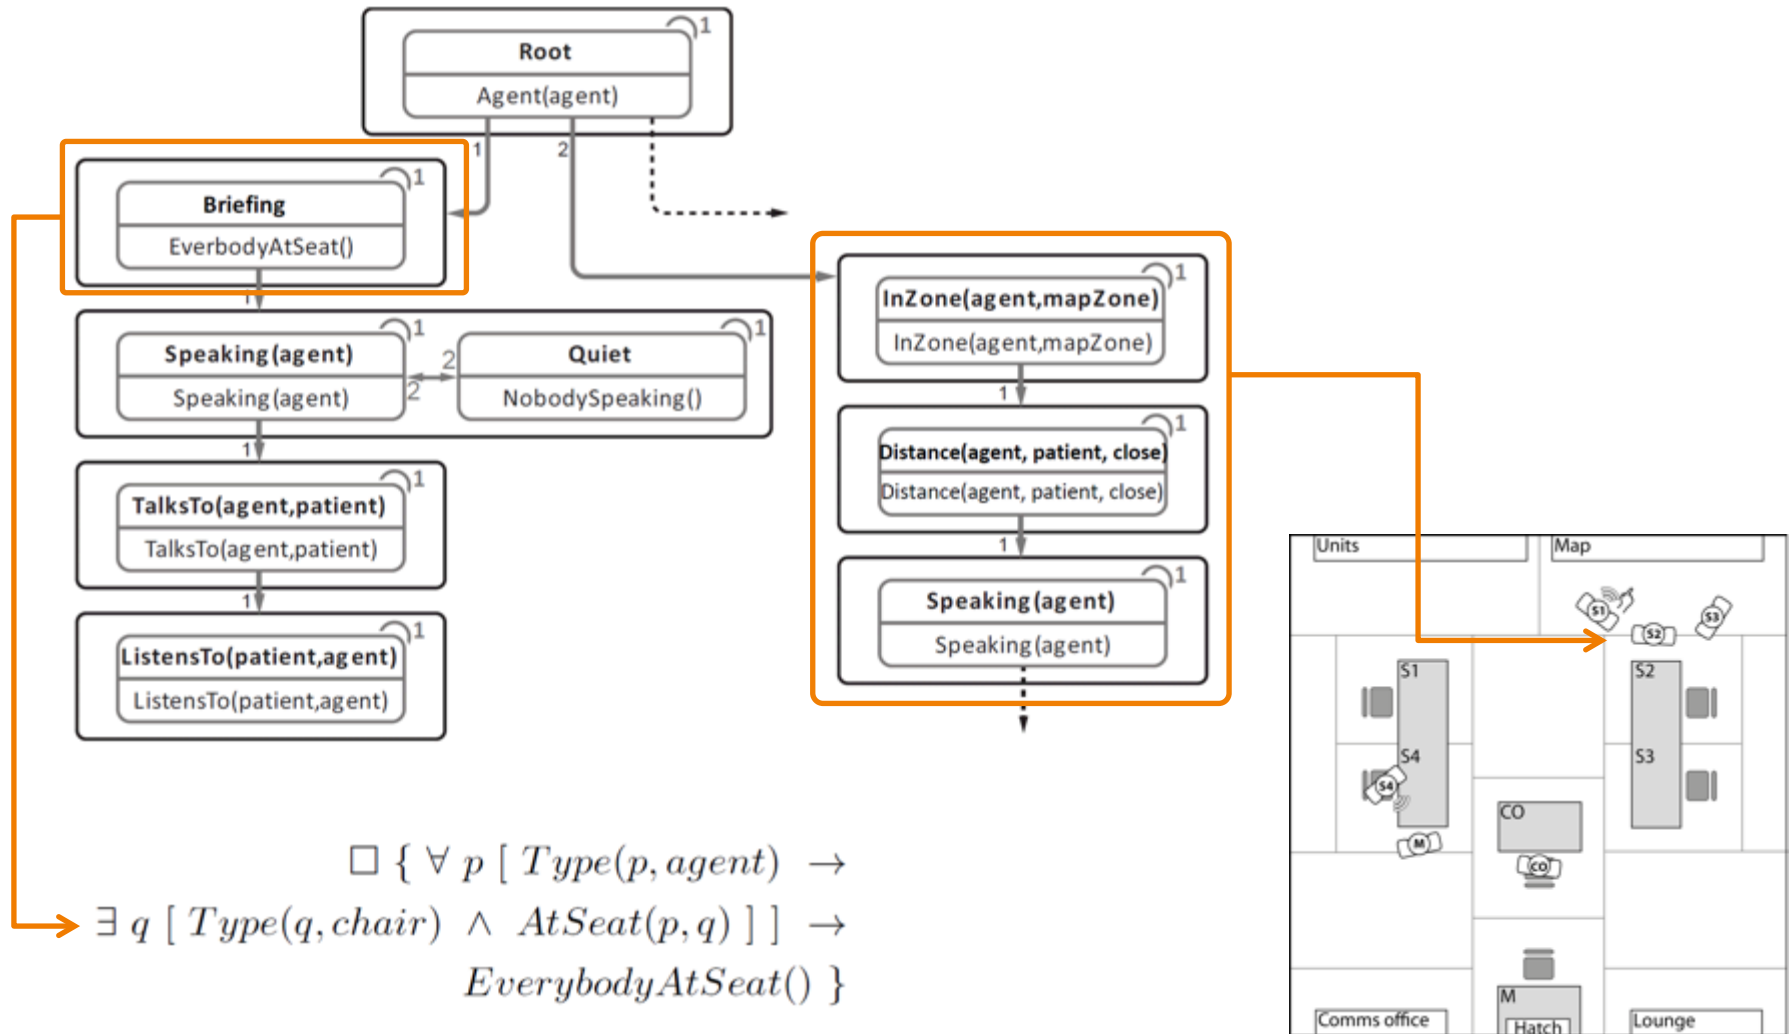 Root
1
Agent(agent)
1
2
Briefing
1
EverbodyAtSeat()
1
Speaking(agent)
1
Speaking(agent)
2
2
Quiet
1
NobodySpeaking()
1
TalksTo(agent,patient)
1
TalksTo(agent,patient)
1
ListensTo(patient,agent)
1
ListensTo(patient,agent)
InZone(agent,mapZone)
1
InZone(agent,mapZone)
1
Distance(agent, patient, close)
1
Distance(agent, patient, close)
1
Speaking(agent)
1
Speaking(agent)
□ { ∀ p [ Type(p, agent) →
∃ q [ Type(q, chair) ∧ AtSeat(p, q) ] ] →
EverybodyAtSeat() }
Units
Map
S1
S2
S3
S1
S2
S4
S3
S4
M
CO
CO
M
Hatch
Comms office
Lounge